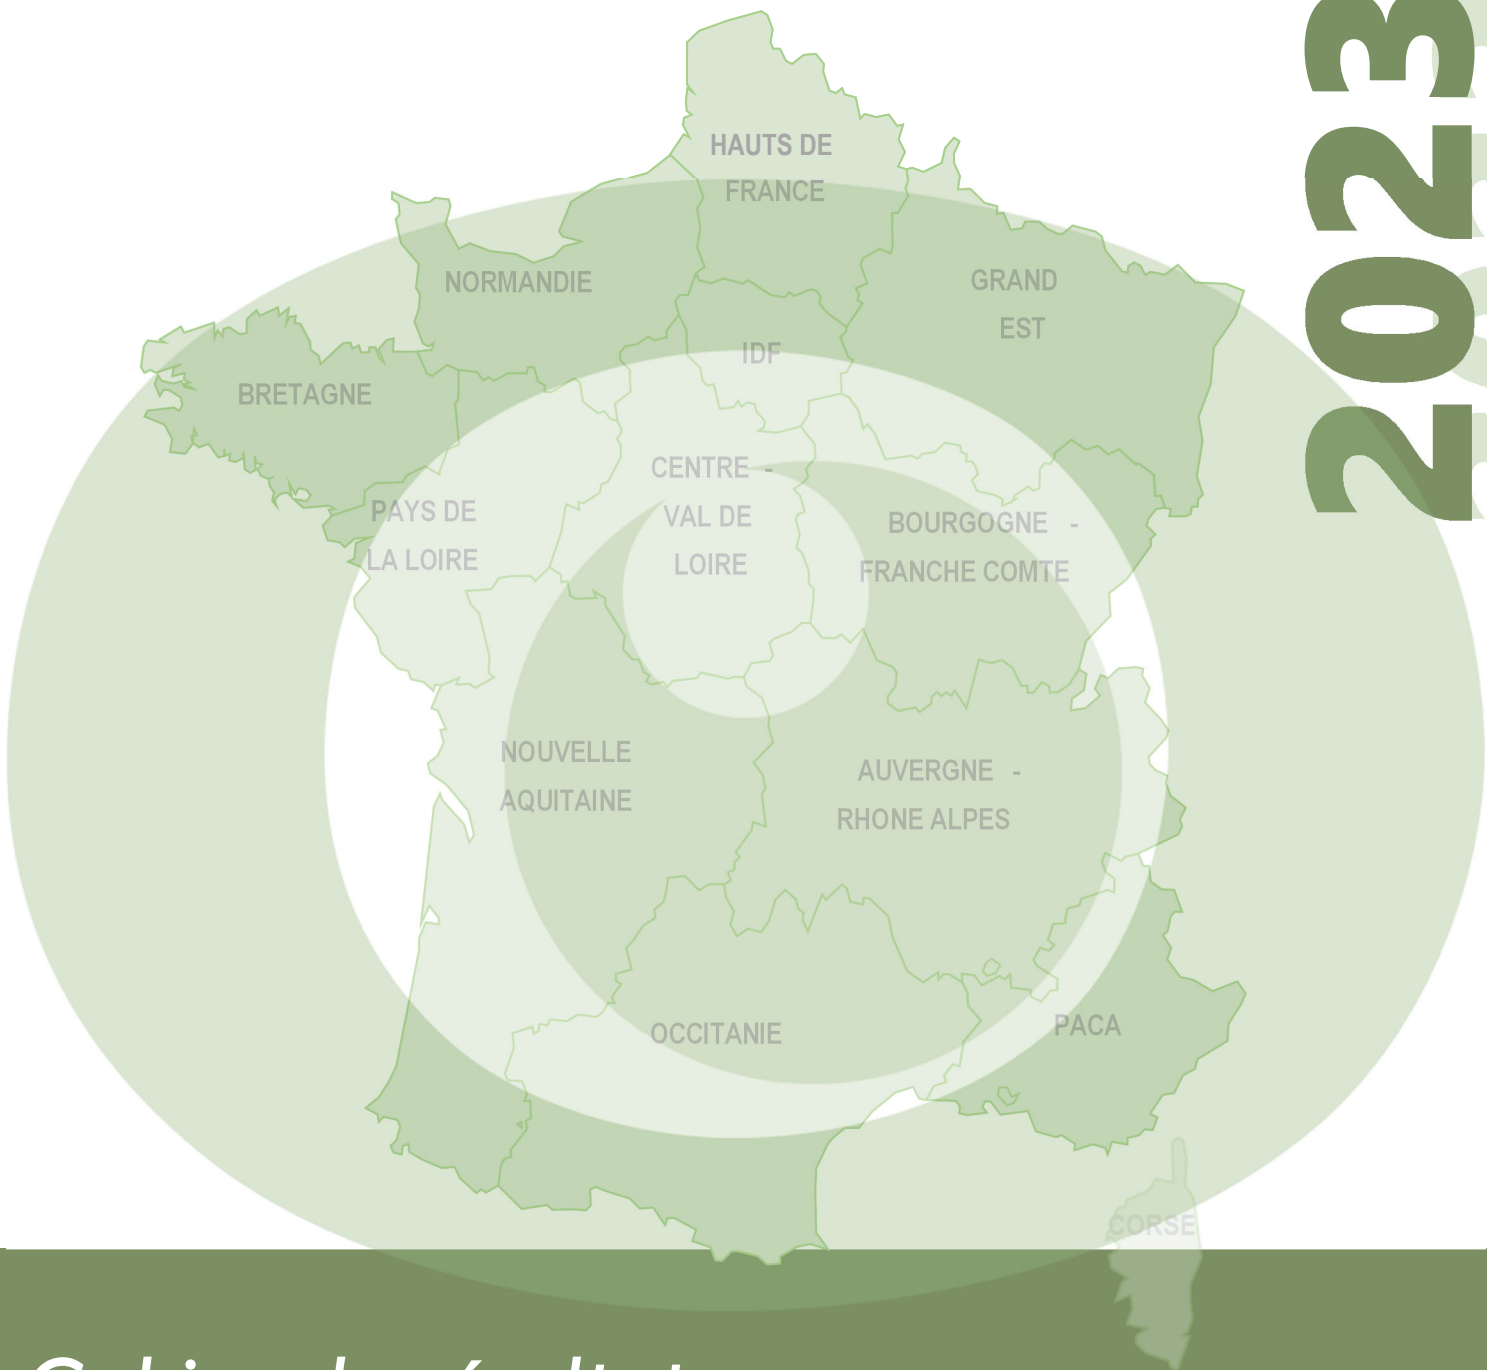 2023
HAUTS DE
FRANCE
NORMANDIE
GRAND
EST
IDF
BRETAGNE
CENTRE -
VAL DE
LOIRE
PAYS DE
LA LOIRE
BOURGOGNE -
FRANCHE COMTE
NOUVELLE
AQUITAINE
AUVERGNE -
RHONE ALPES
OCCITANIE
PACA
CORSE